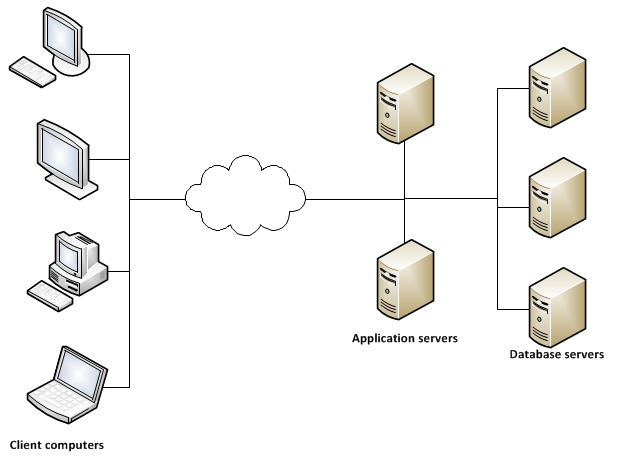 Application servers
Database servers
Client computers